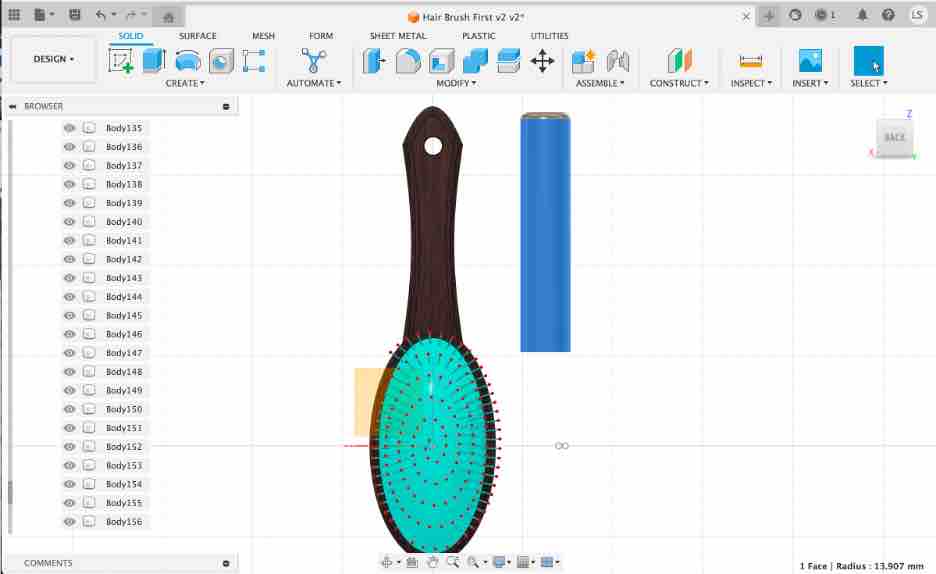 Hair Brush First v2 v2*
1
LS
DESIGN
SOLID SURFACE MESH FORM SHEET METAL PLASTIC UTILITIES
CREATE AUTOMATE MODIFY ASSEMBLE CONSTRUCT INSPECT INSERT SELECT
BROWSER
Body135
Body136
Body137
Body138
Body139
Body140
Body141
Body142
Body143
Body144
Body145
Body146
Body147
Body148
Body149
Body150
Body151
Body152
Body153
Body154
Body155
Body156
Z
BACK
X
Y
COMMENTS
1 Face | Radius : 13.907 mm